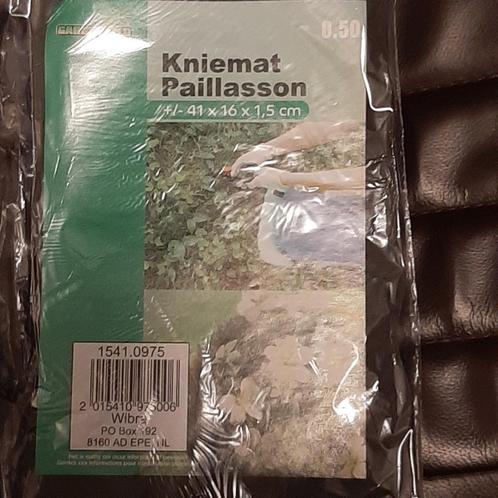 0.50
Kniemat
Paillasson
+/- 41 x 16 x 1,5 cm
1541.0975
2 015410 975006
Wibra
PO Box 192
8160 AD EPE, NL